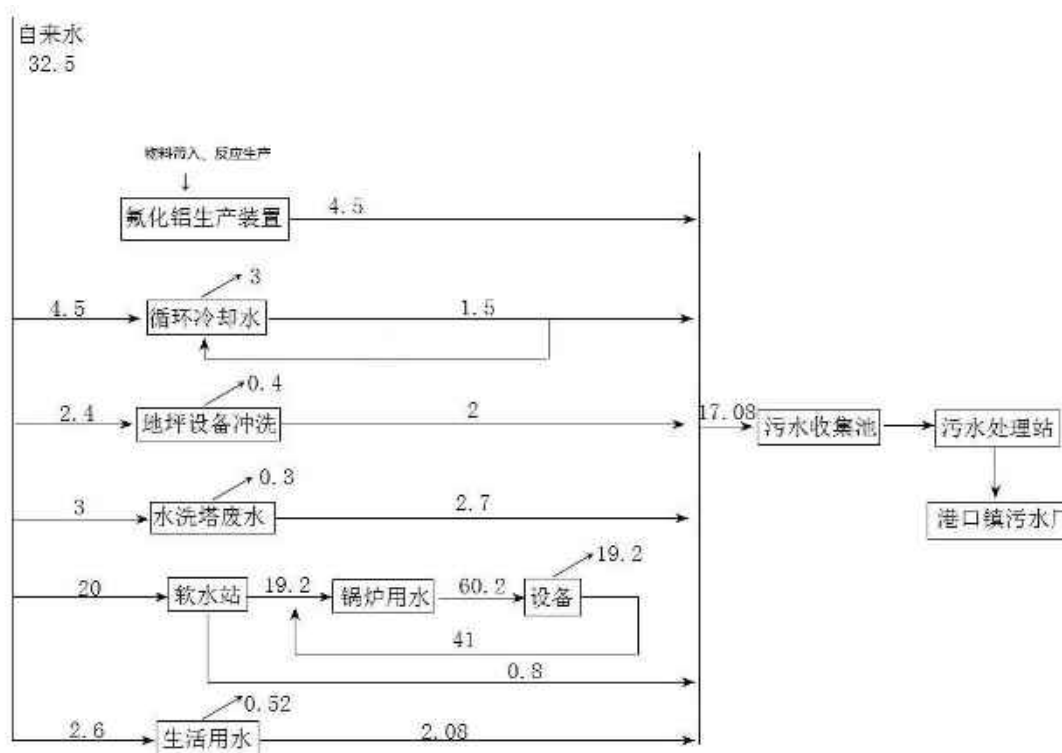 自来水
32.5
物料带入、反应生产
氟化铝生产装置
4.5
4.5
循环冷却水
3
1.5
2.4
地坪设备冲洗
0.4
2
17.08
污水收集池
污水处理站
3
水洗塔废水
0.3
2.7
港口镇污水厂
20
软水站
19.2
锅炉用水
60.2
设备
19.2
41
0.8
2.6
生活用水
0.52
2.08